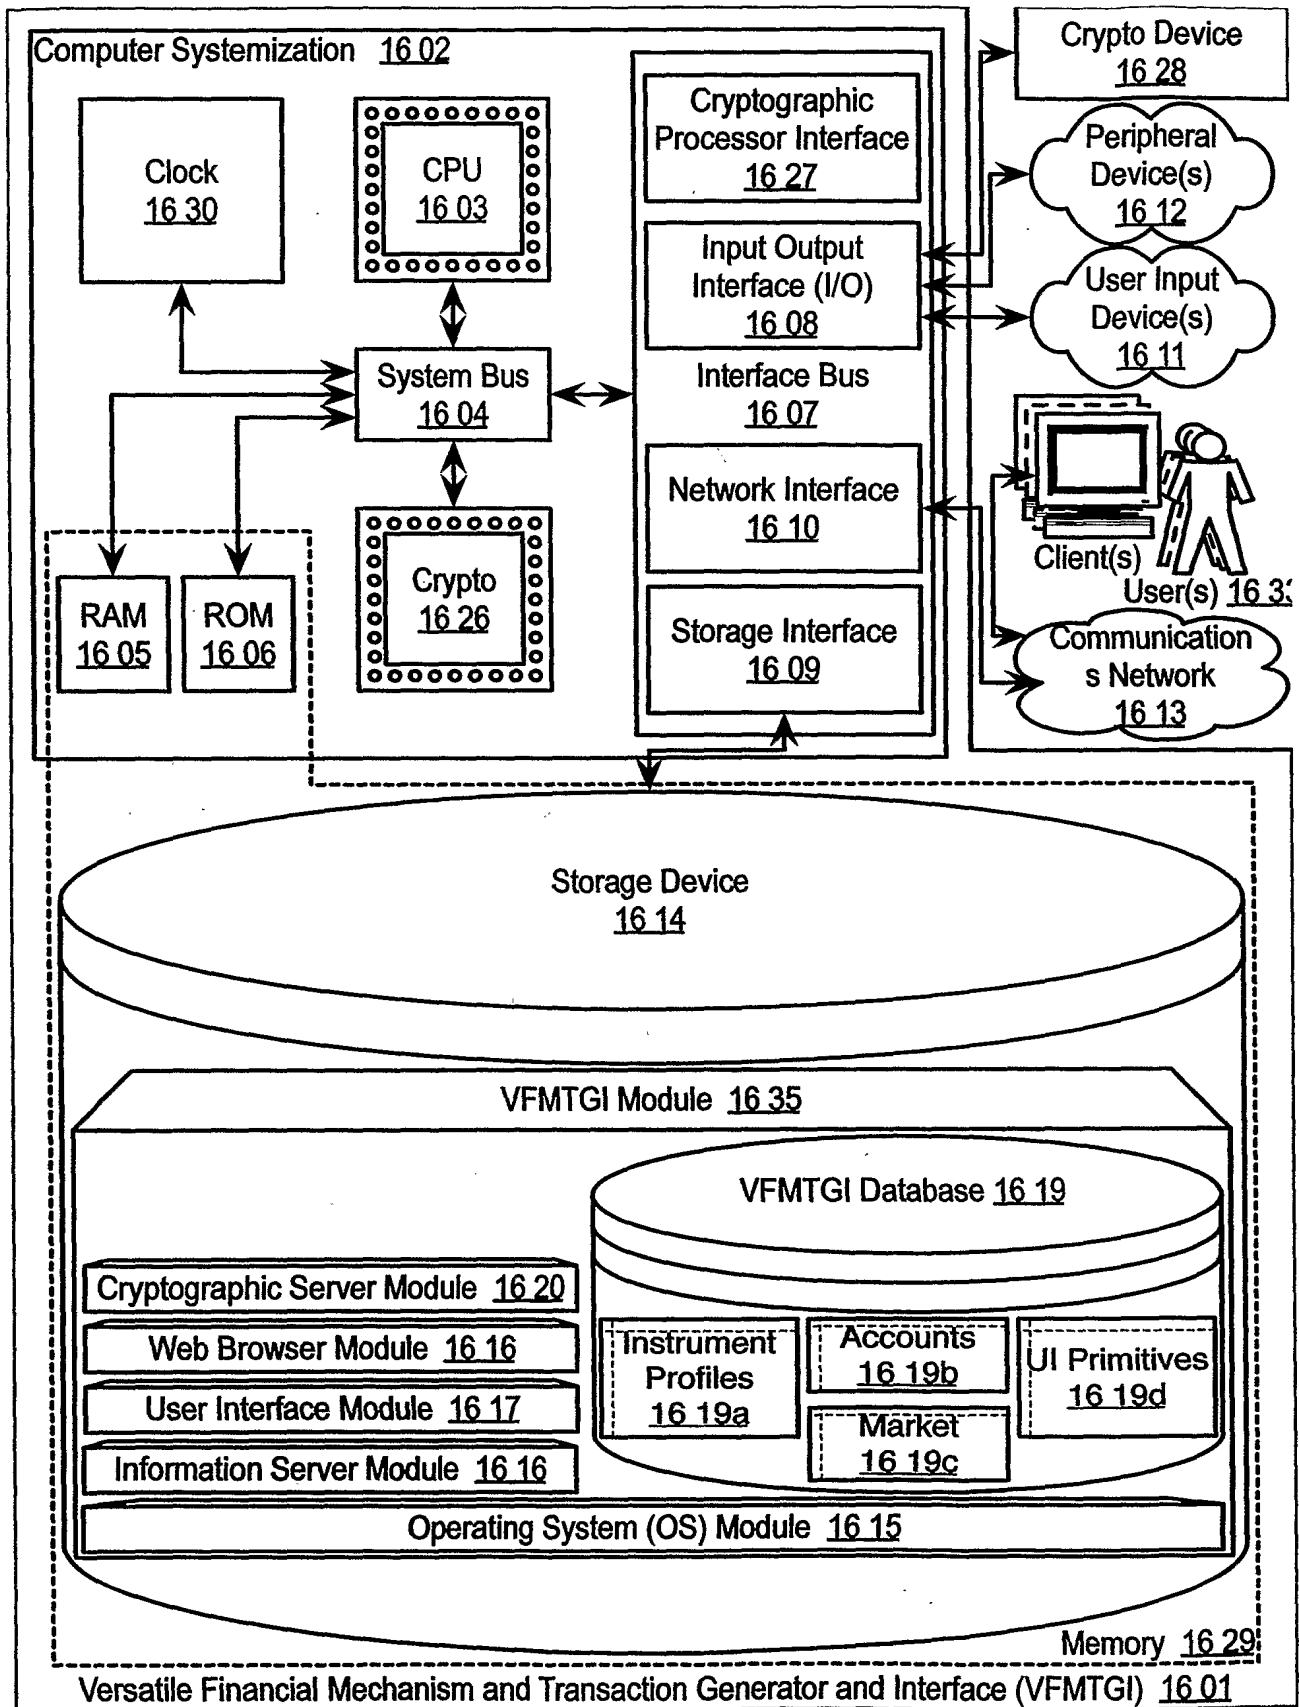 Computer Systemization 16 02
Clock
16 30
CPU
16 03
System Bus
16 04
Crypto
16 26
RAM
16 05
ROM
16 06
Cryptographic
Processor Interface
16 27
Input Output
Interface (I/O)
16 08
Interface Bus
16 07
Network Interface
16 10
Storage Interface
16 09
Crypto Device
16 28
Peripheral
Device(s)
16 12
User Input
Device(s)
16 11
Client(s)
User(s)
Communication
s Network
16 13
Storage Device
16 14
VFMTGI Module 16 35
VFMTGI Database 16 19
Cryptographic Server Module 16 20
Web Browser Module 16 16
User Interface Module 16 17
Information Server Module 16 16
Instrument
Profiles
16 19a
Accounts
16 19b
Market
16 19c
UI Primitives
16 19d
Operating System (OS) Module 16 15
Memory 16 29
Versatile Financial Mechanism and Transaction Generator and Interface (VFMTGI) 16 01